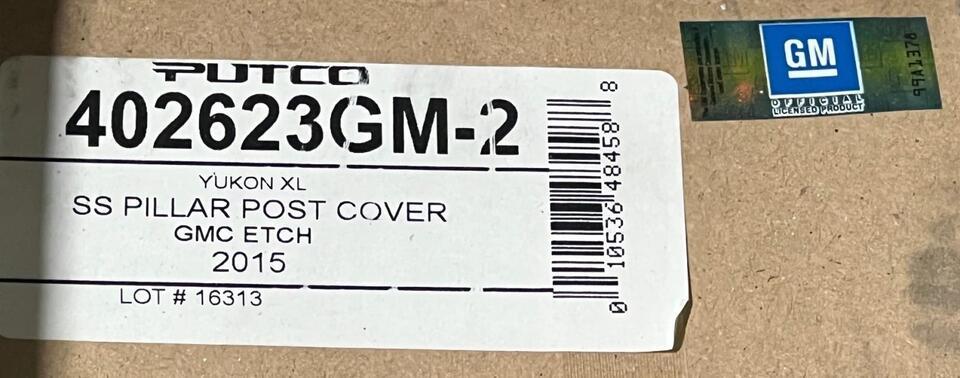 PUTCO
402623GM-2
YUKON XL
SS PILLAR POST COVER
GMC ETCH
2015
LOT # 16313
0 10536 48458 8
GM
OFFICIAL
LICENSED PRODUCT